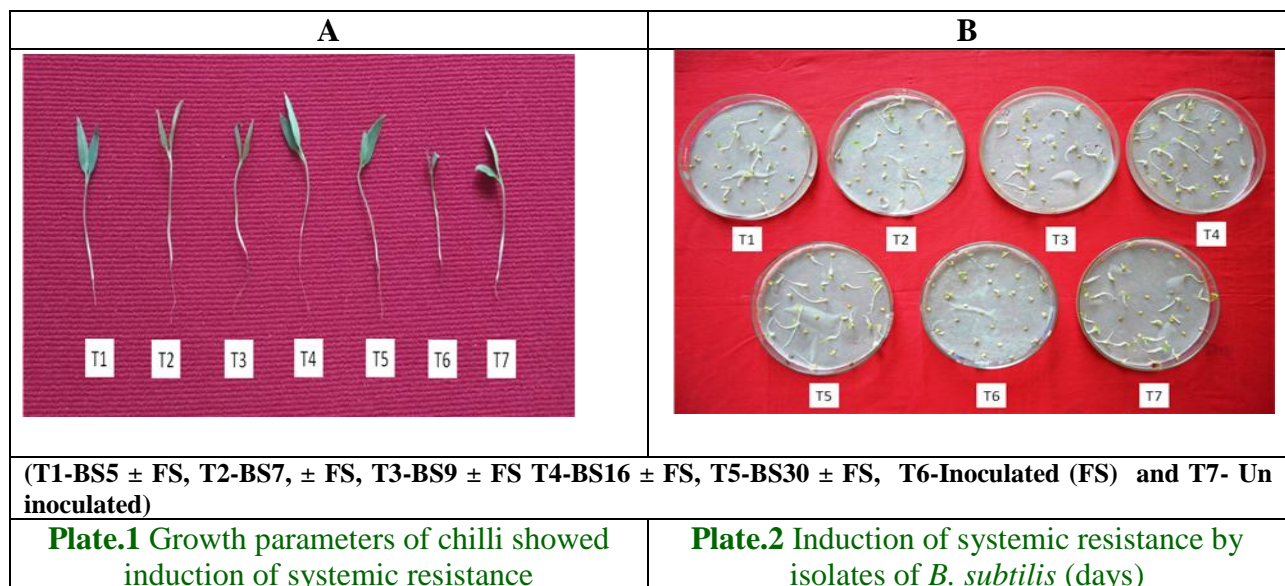 A
B
T1 T2 T3 T4 T5 T6 T7
T1 T2 T3 T4
T5 T6 T7
(T1-BS5 ± FS, T2-BS7, ± FS, T3-BS9 ± FS T4-BS16 ± FS, T5-BS30 ± FS, T6-Inoculated (FS) and T7- Un
inoculated)
Plate.1 Growth parameters of chilli showed
induction of systemic resistance
Plate.2 Induction of systemic resistance by
isolates of B. subtilis (days)